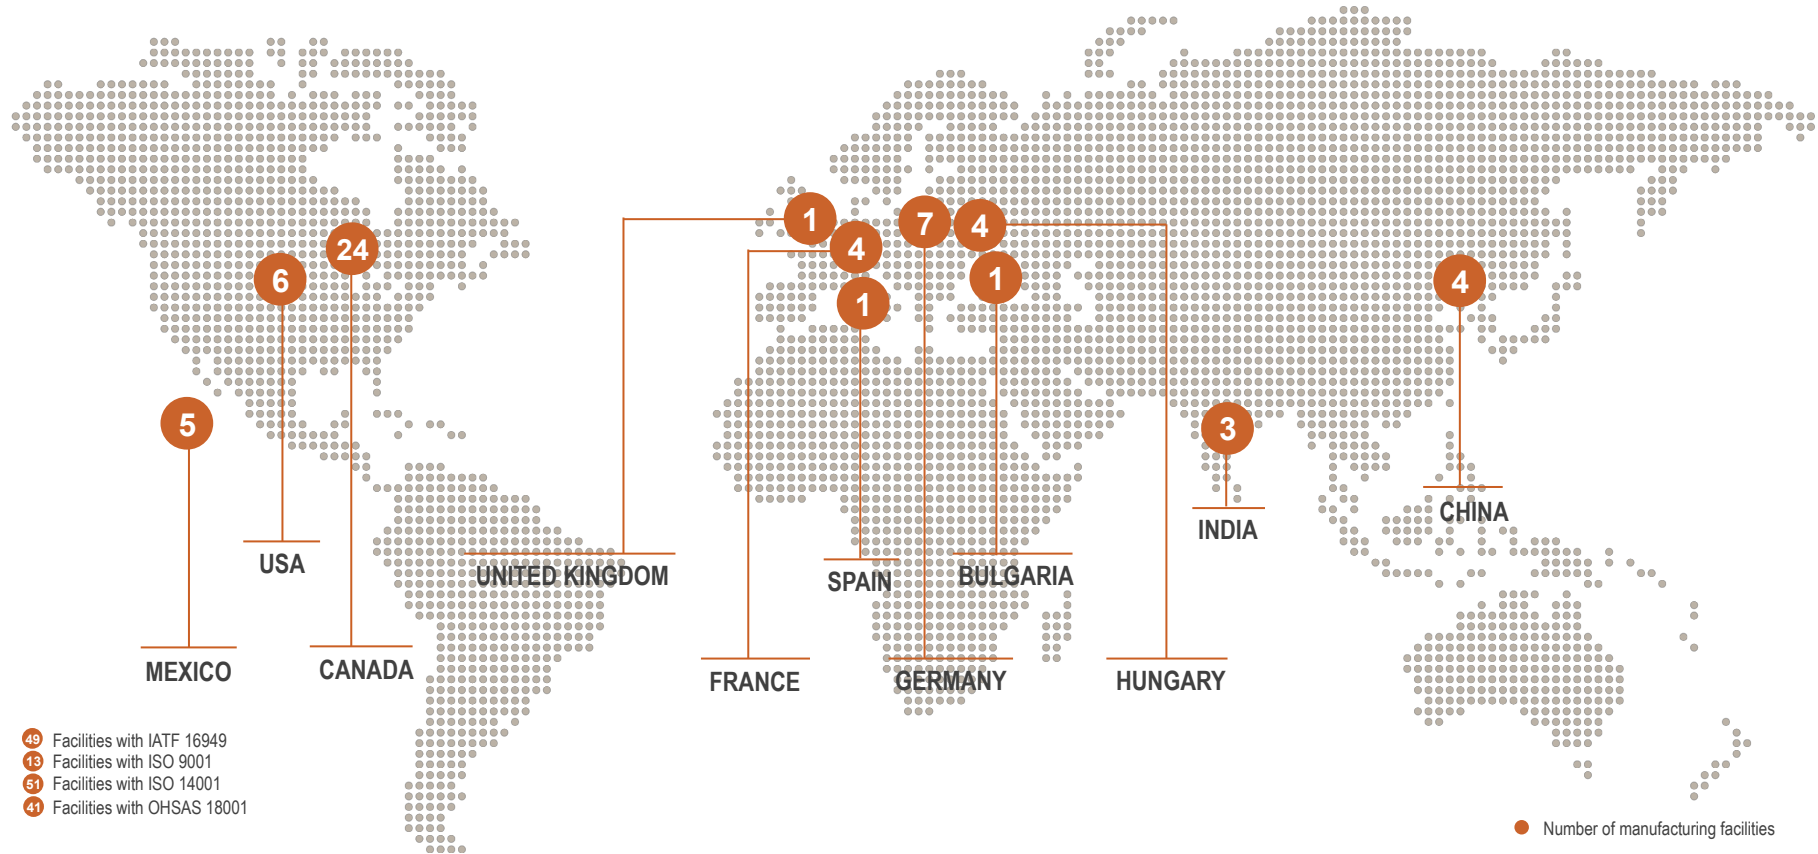 1
7
4
24
4
6
1
4
1
5
3
CHINA
INDIA
USA
UNITED KINGDOM
SPAIN
BULGARIA
MEXICO
CANADA
FRANCE
GERMANY
HUNGARY
49 Facilities with IATF 16949
13 Facilities with ISO 9001
51 Facilities with ISO 14001
41 Facilities with OHSAS 18001
Number of manufacturing facilities